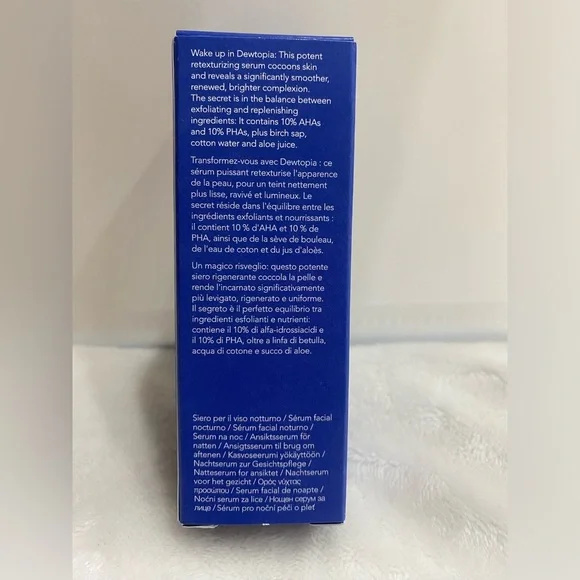 Wake up in Dewtopia: This potent
retexturizing serum cocoons skin
and reveals a significantly smoother,
renewed, brighter complexion.
The secret is in the balance between
exfoliating and replenishing
ingredients: It contains 10% AHAs
and 10% PHAs, plus birch sap,
cotton water and aloe juice.
Transformez-vous avec Dewtopia : ce
sérum puissant retexturise l'apparence
de la peau, pour un teint nettement
plus lisse, ravivé et lumineux. Le
secret réside dans l'équilibre entre les
ingrédients exfoliants et nourrissants :
il contient 10 % d'AHA et 10 % de
PHA, ainsi que de la sève de bouleau,
de l'eau de coton et du jus d'aloès.
Un magico risveglio: questo potente
siero rigenerante coccola la pelle e
rende l'incarnato significativamente
più levigato, rigenerato e uniforme.
Il segreto è il perfetto equilibrio tra
ingredienti esfolianti e nutrienti:
contiene il 10% di alfa-idrossiacidi e
il 10% di PHA, oltre a linfa di betulla,
acqua di cotone e succo di aloe.
Siero per il viso notturno / Sérum facial
nocturno / Sérum facial noturno /
Serum na noc / Ansiktsserum för
natten / Ansigtsserum til brug om
aftenen / Kasvoseerumi yökäyttöön /
Nachtserum zur Gesichtspflege /
Natteserum for ansiktet / Nachtserum
voor het gezicht / Ορός νύχτας
προσώπου / Serum facial de noapte /
Noćni serum za lice / Нощен серум за
лице / Sérum pro noční péči o pleť